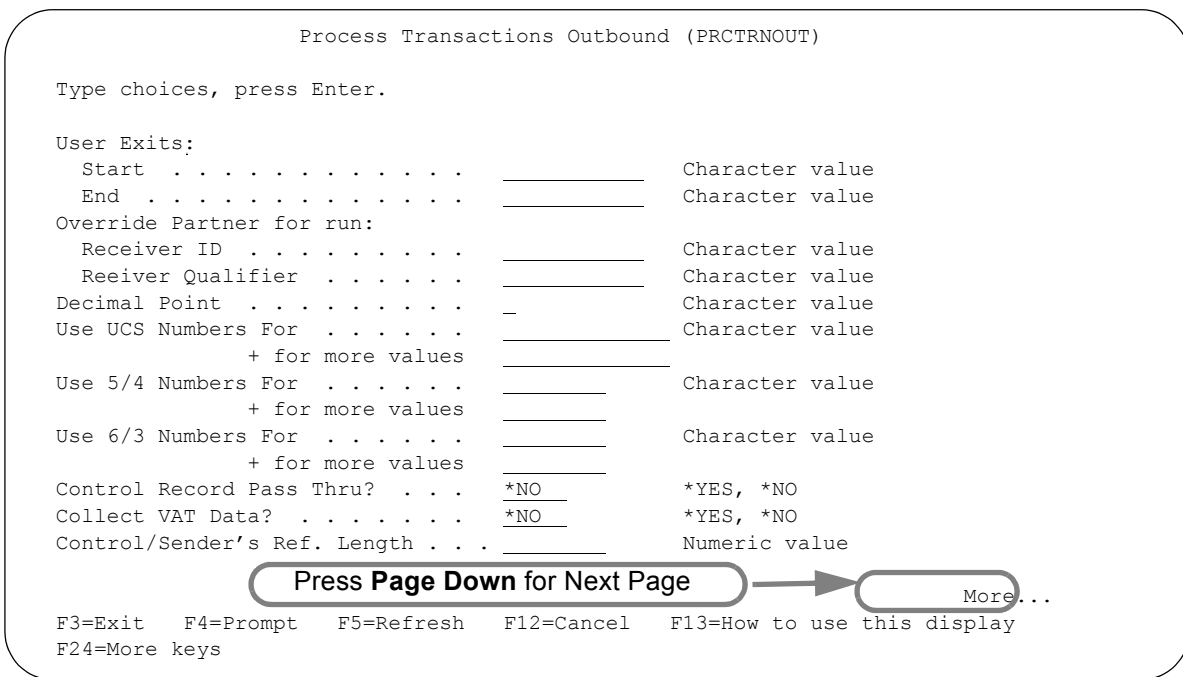 Process Transactions Outbound (PRCTRNOUT)
Type choices, press Enter.
User Exits:
Start . . . . . . . . . . . . Character value
End . . . . . . . . . . . . . Character value
Override Partner for run:
Receiver ID . . . . . . . . . Character value
Reeiver Qualifier . . . . . . Character value
Decimal Point . . . . . . . . . _ Character value
Use UCS Numbers For . . . . . . Character value
+ for more values
Use 5/4 Numbers For . . . . . . Character value
+ for more values
Use 6/3 Numbers For . . . . . . Character value
+ for more values
Control Record Pass Thru? . . . *NO *YES, *NO
Collect VAT Data? . . . . . . . *NO *YES, *NO
Control/Sender's Ref. Length . . . Numeric value
Press Page Down for Next Page
More...
F3=Exit F4=Prompt F5=Refresh F12=Cancel F13=How to use this display
F24=More keys